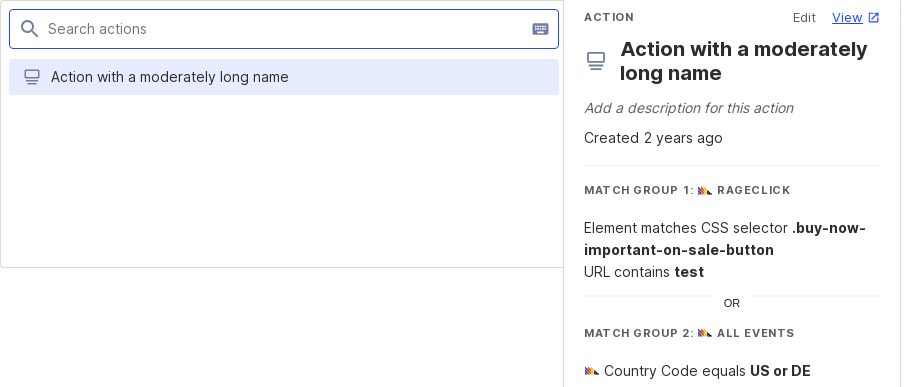 Search actions
Action with a moderately long name
ACTION
Edit
View
Action with a moderately
long name
Add a description for this action
Created 2 years ago
MATCH GROUP 1: RAGECLICK
Element matches CSS selector .buy-now-
important-on-sale-button
URL contains test
OR
MATCH GROUP 2: ALL EVENTS
Country Code equals US or DE